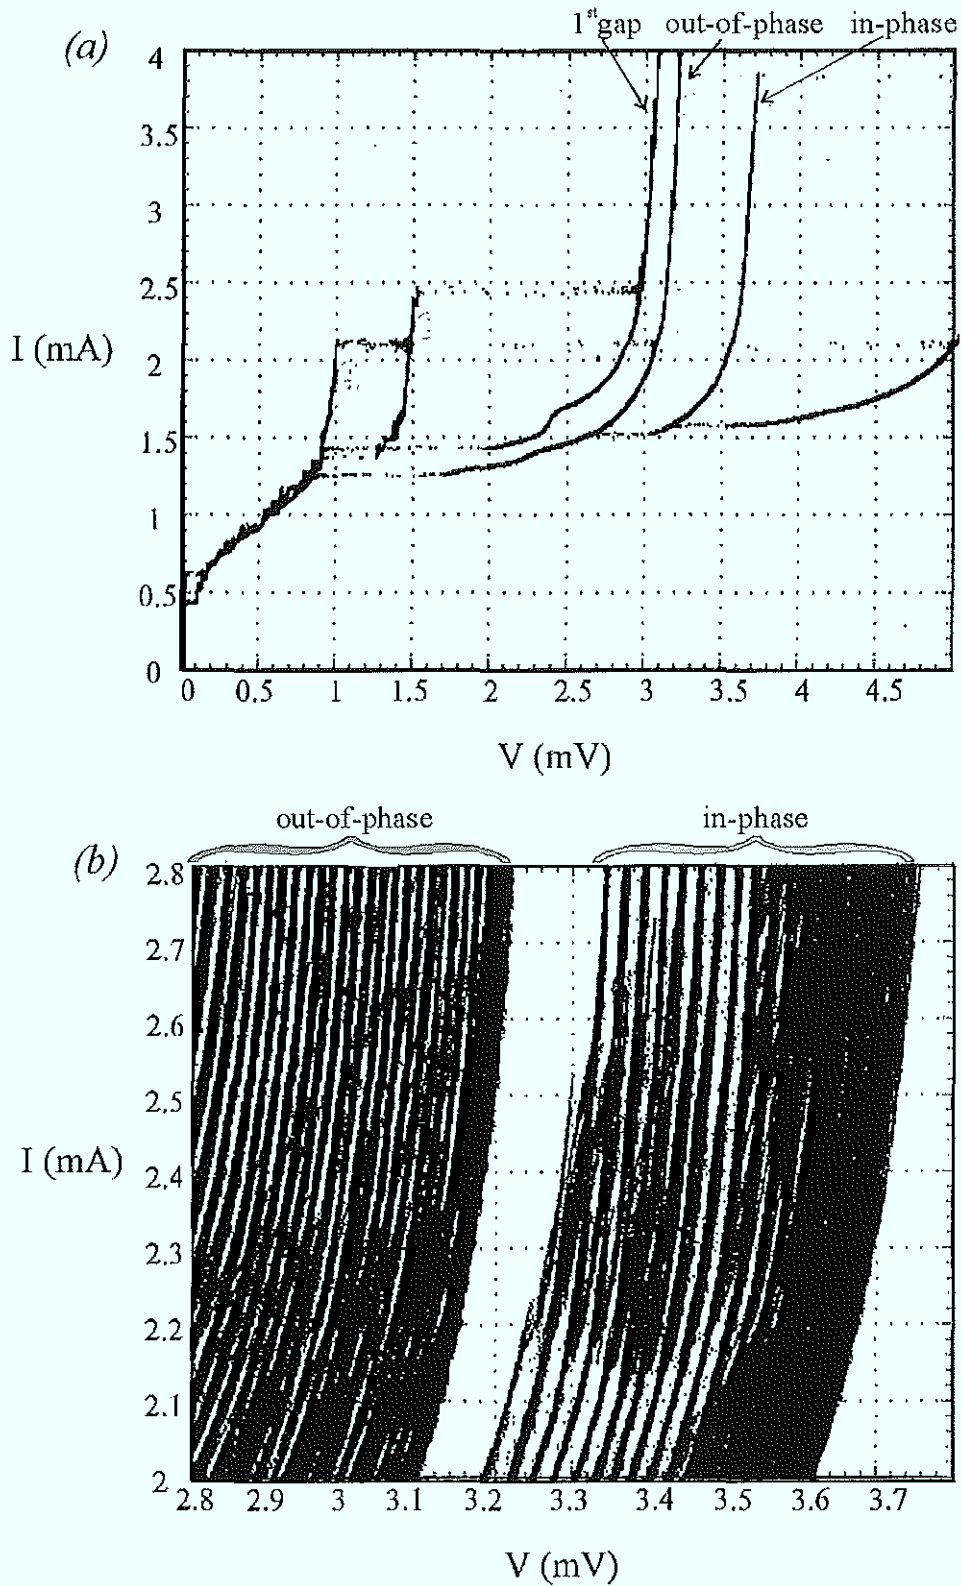 1stgap out-of-phase in-phase
(a)
4
3.5
3
2.5
I (mA)
2
1.5
1
0.5
0
0 0.5 1 1.5 2 2.5 3 3.5 4 4.5
V (mV)
out-of-phase in-phase
(b)
2.8
2.7
2.6
2.5
I (mA)
2.4
2.3
2.2
2.1
2
2.8 2.9 3 3.1 3.2 3.3 3.4 3.5 3.6 3.7
V (mV)